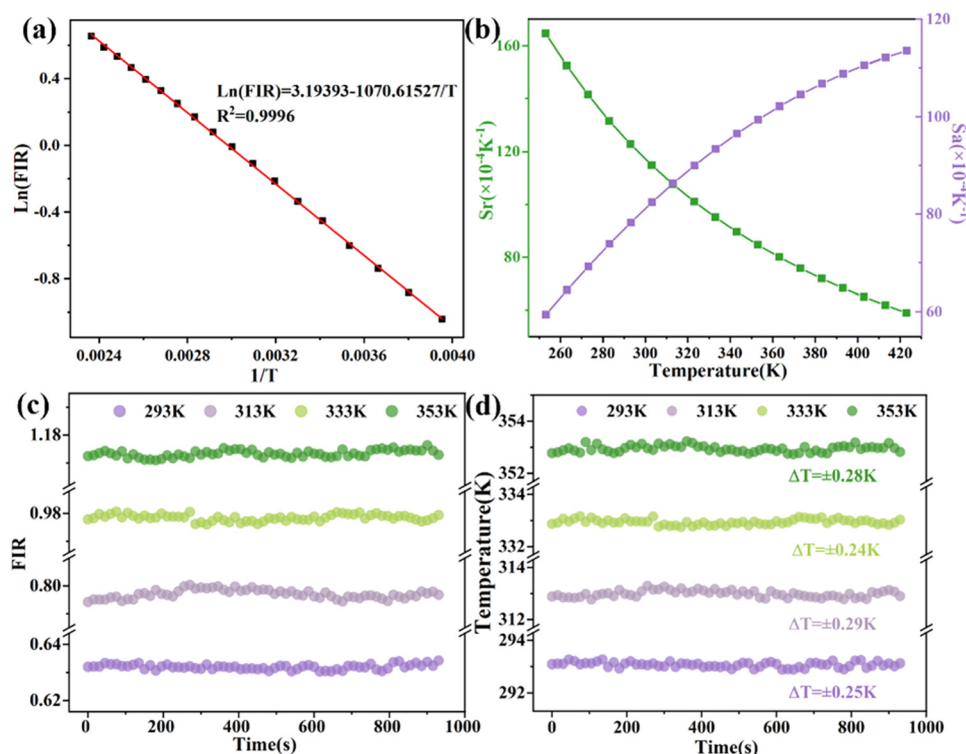 (a)
Ln(FIR)=3.19393-1070.61527/T
R²=0.9996
0.4
0.0
-0.4
-0.8
Ln(FIR)
0.0024 0.0028 0.0032 0.0036 0.0040
1/T
(b)
160
120
80
Sr(×10⁻⁴K⁻¹)
120
100
80
60
Sa(×10⁻⁴K⁻¹)
260 280 300 320 340 360 380 400 420
Temperature(K)
(c)
293K 313K 333K 353K
1.18
0.98
0.80
0.64
0.62
FIR
0 200 400 600 800 1000
Time(s)
(d)
293K 313K 333K 353K
354
352
ΔT=±0.28K
334
332
ΔT=±0.24K
314
312
ΔT=±0.29K
294
292
ΔT=±0.25K
Temperature(K)
0 200 400 600 800 1000
Time(s)